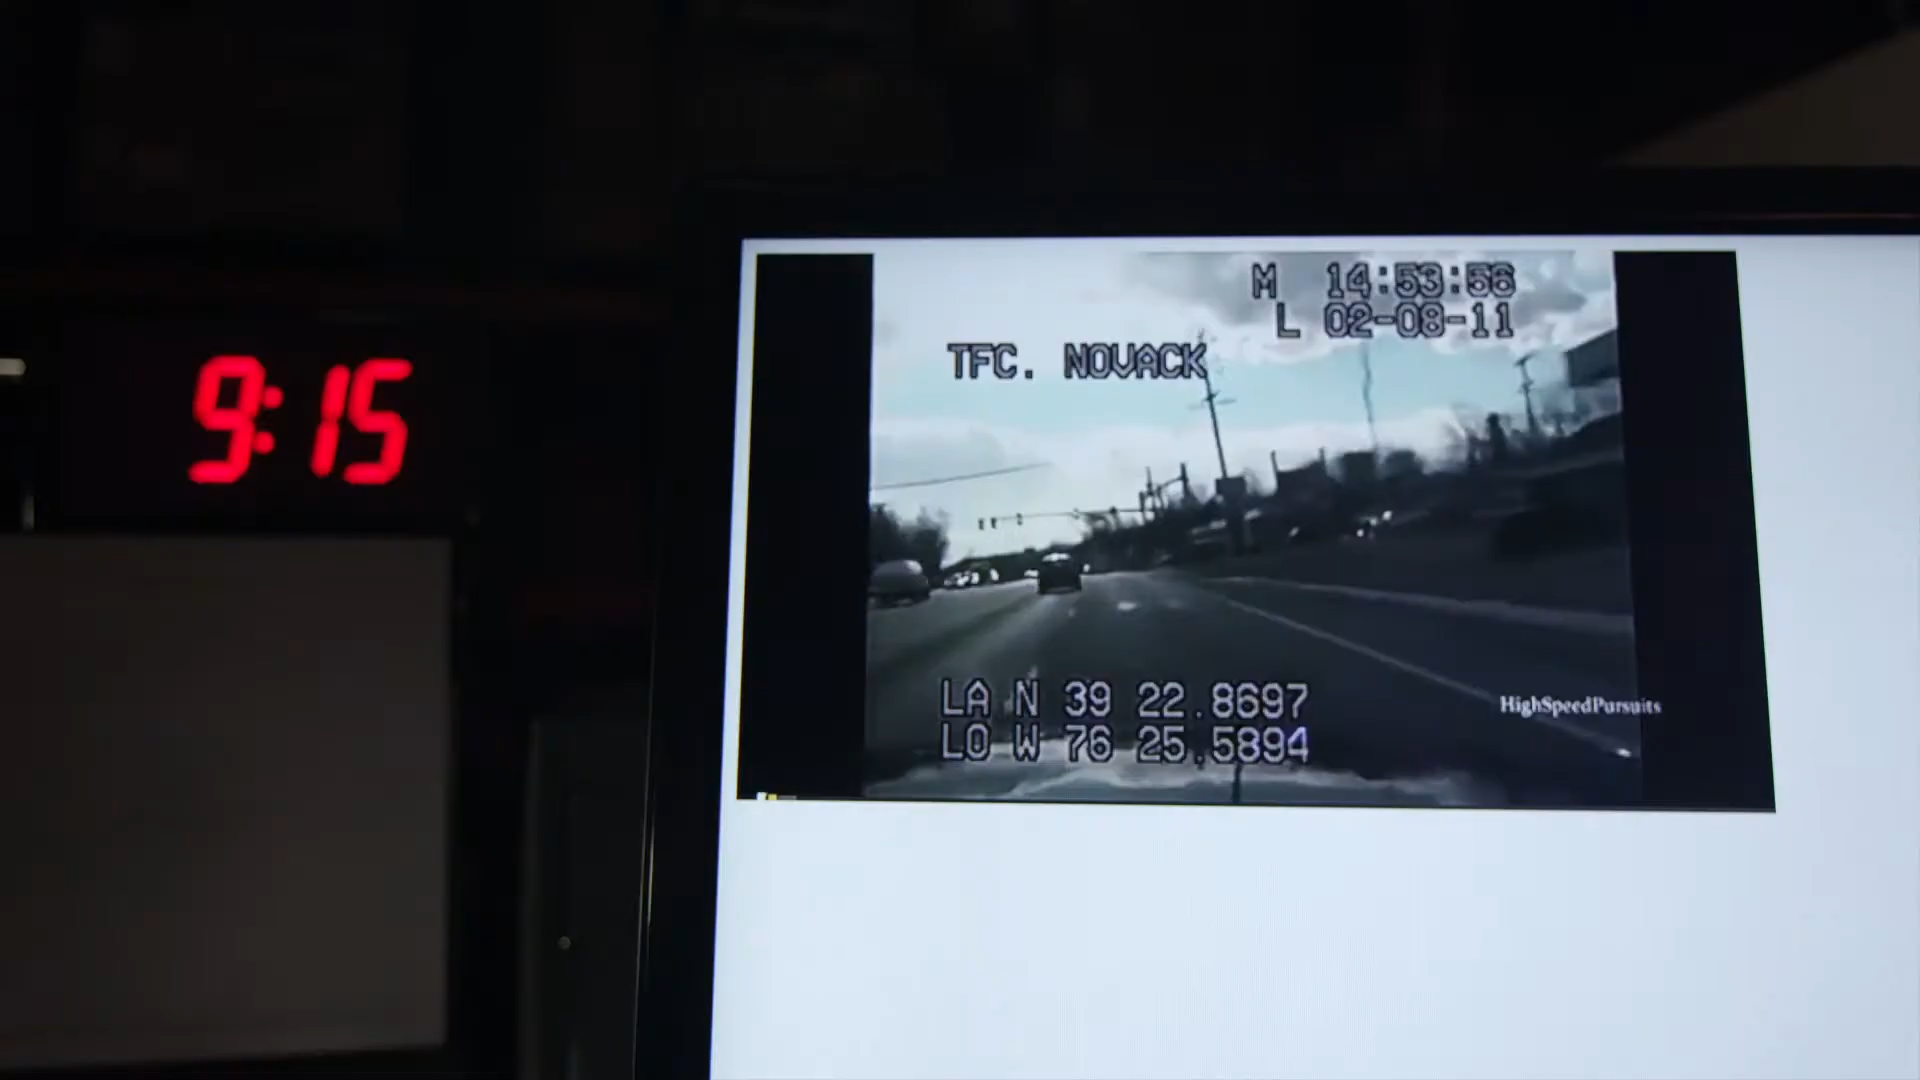 9:15
M 14:53:56
L 02-08-11
TFC. NOVACK
LA N 39 22.8697
LO W 76 25.5894
HighSpeedPursuits